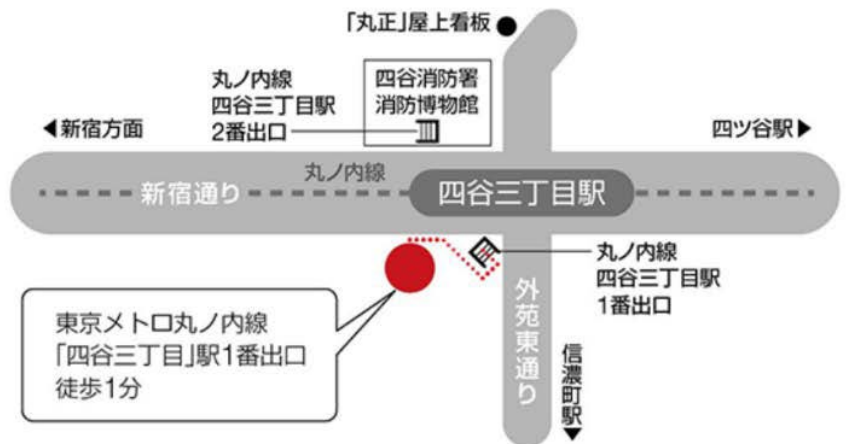 「丸正」屋上看板
丸ノ内線
四谷三丁目駅
2番出口
四谷消防署
消防博物館
◀新宿方面
四ツ谷駅▶
丸ノ内線
新宿通り
四谷三丁目駅
丸ノ内線
四谷三丁目駅
1番出口
外苑東通り
信濃町駅▼
東京メトロ丸ノ内線
「四谷三丁目」駅1番出口
徒歩1分